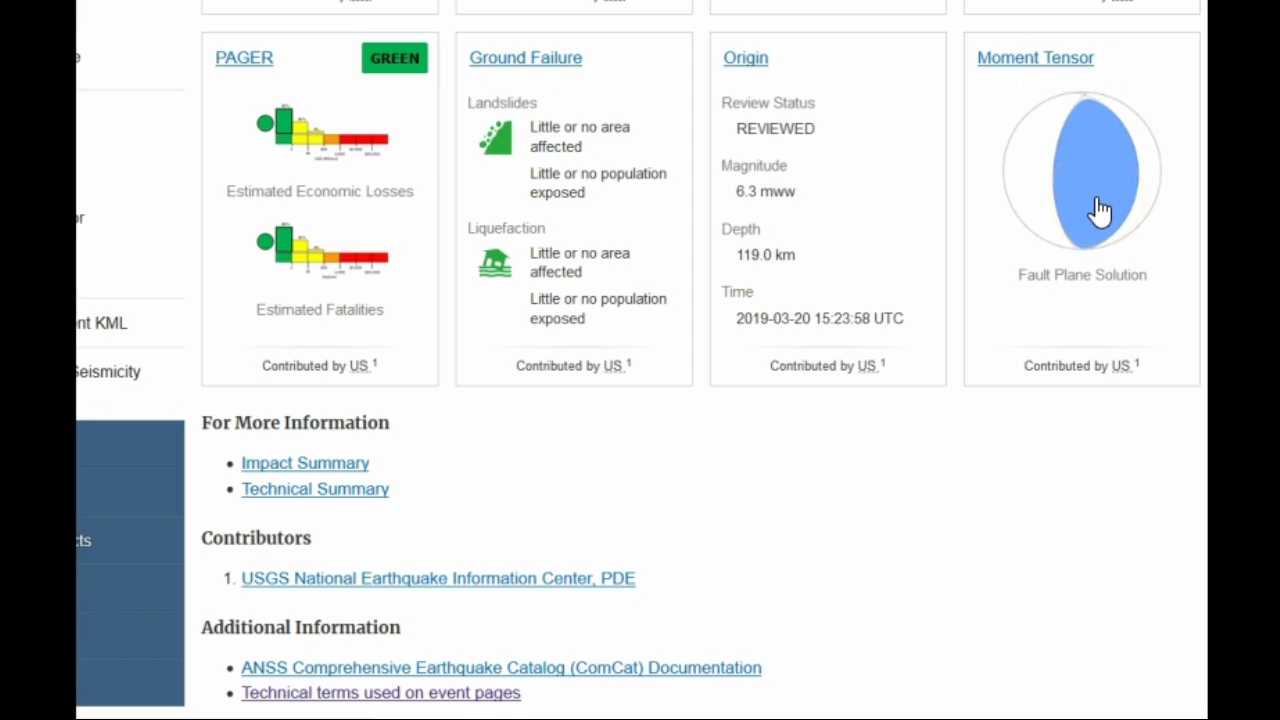 PAGER
GREEN
Estimated Economic Losses
Estimated Fatalities
Contributed by US 1
Ground Failure
Landslides
Little or no area
affected
Little or no population
exposed
Liquefaction
Little or no area
affected
Little or no population
exposed
Contributed by US 1
Origin
Review Status
REVIEWED
Magnitude
6.3 mww
Depth
119.0 km
Time
2019-03-20 15:23:58 UTC
Contributed by US 1
Moment Tensor
Fault Plane Solution
Contributed by US 1
KML
Seismicity
For More Information
Impact Summary
Technical Summary
Contributors
1. USGS National Earthquake Information Center, PDE
Additional Information
ANSS Comprehensive Earthquake Catalog (ComCat) Documentation
Technical terms used on event pages